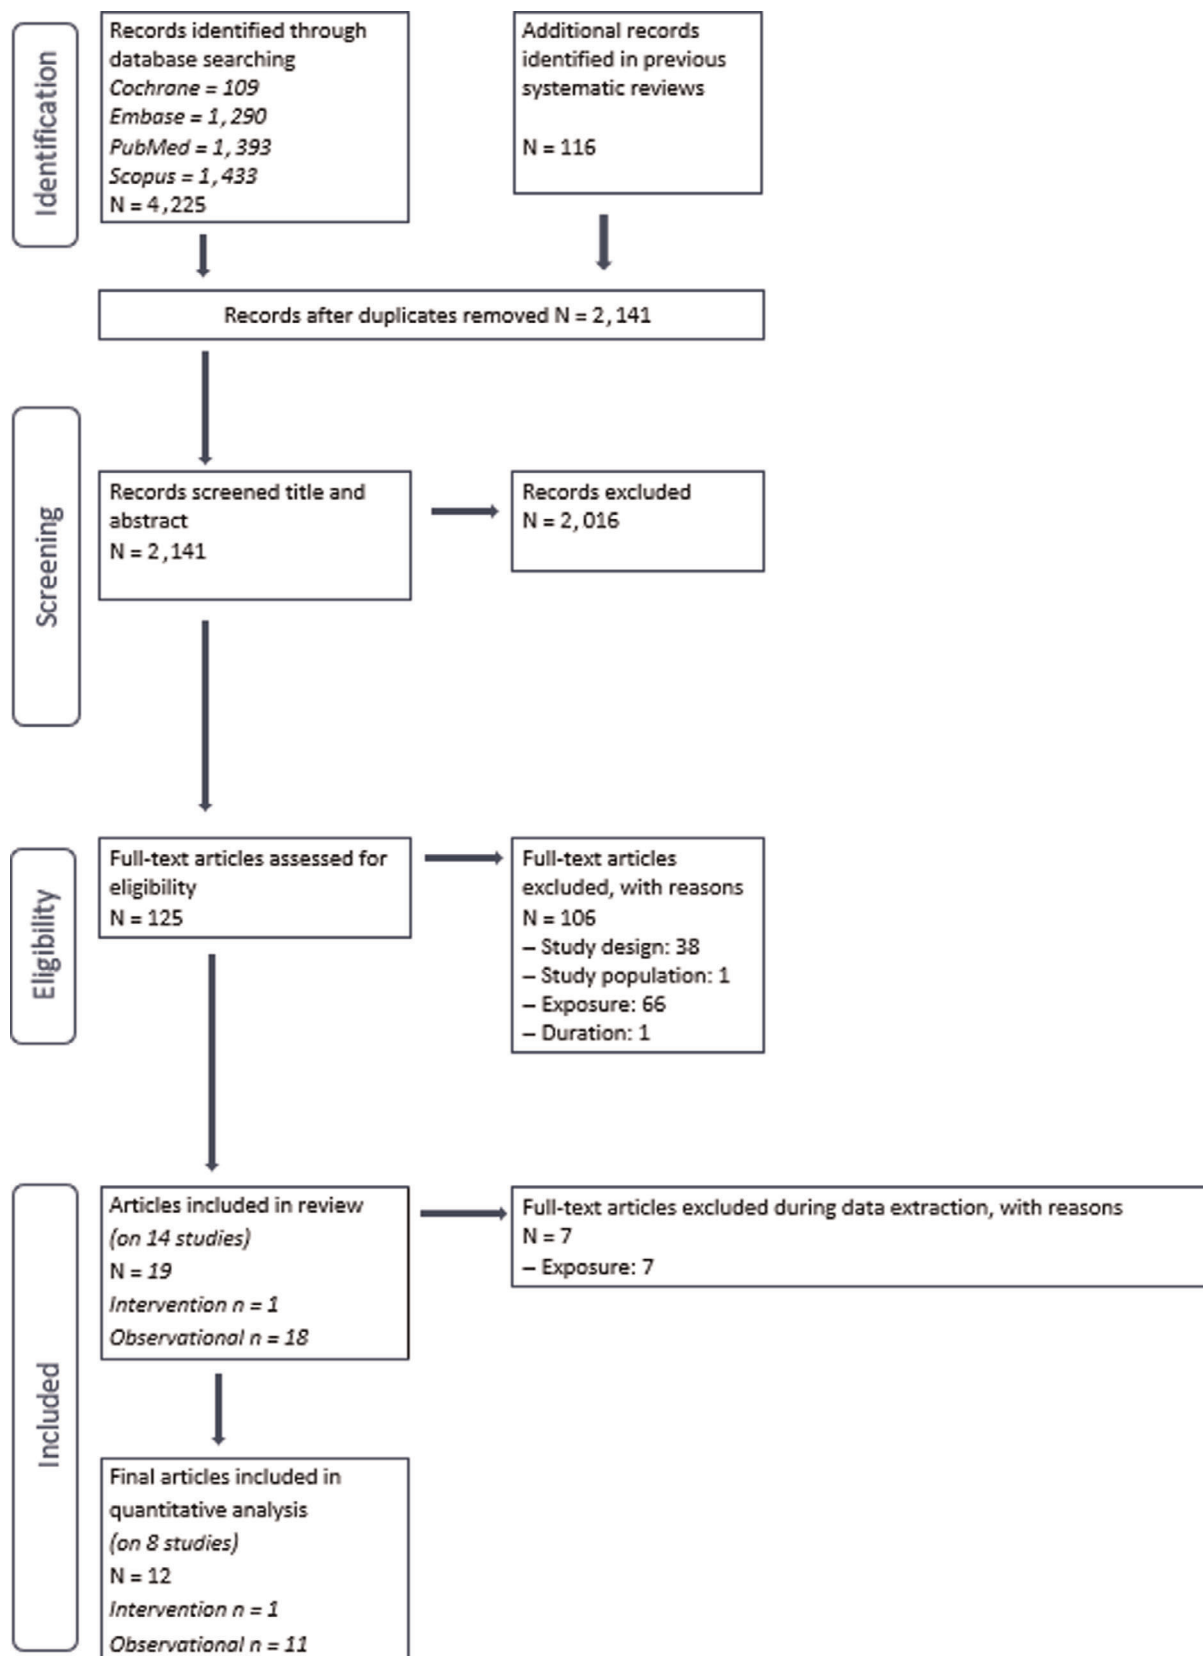 Identification
Records identified through
database searching
Cochrane = 109
Embase = 1,290
PubMed = 1,393
Scopus = 1,433
N = 4,225
Additional records
identified in previous
systematic reviews
N = 116
Records after duplicates removed N = 2,141
Screening
Records screened title and
abstract
N = 2,141
Records excluded
N = 2,016
Eligibility
Full-text articles assessed for
eligibility
N = 125
Full-text articles
excluded, with reasons
N = 106
– Study design: 38
– Study population: 1
– Exposure: 66
– Duration: 1
Included
Articles included in review
(on 14 studies)
N = 19
Intervention n = 1
Observational n = 18
Full-text articles excluded during data extraction, with reasons
N = 7
– Exposure: 7
Final articles included in
quantitative analysis
(on 8 studies)
N = 12
Intervention n = 1
Observational n = 11